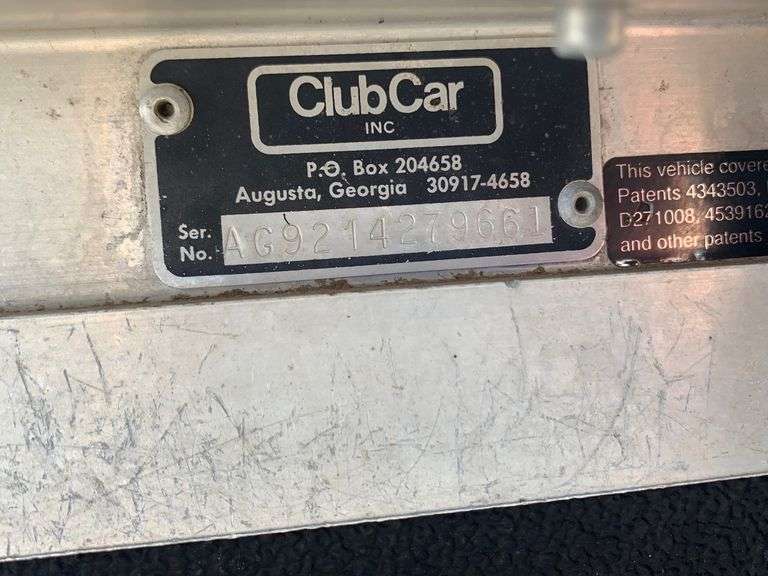 ClubCar
INC
P.O. Box 204658
Augusta, Georgia 30917-4658
Ser.
No. AG9214279661
This vehicle covere
Patents 4343503,
D271008, 453916
and other patents